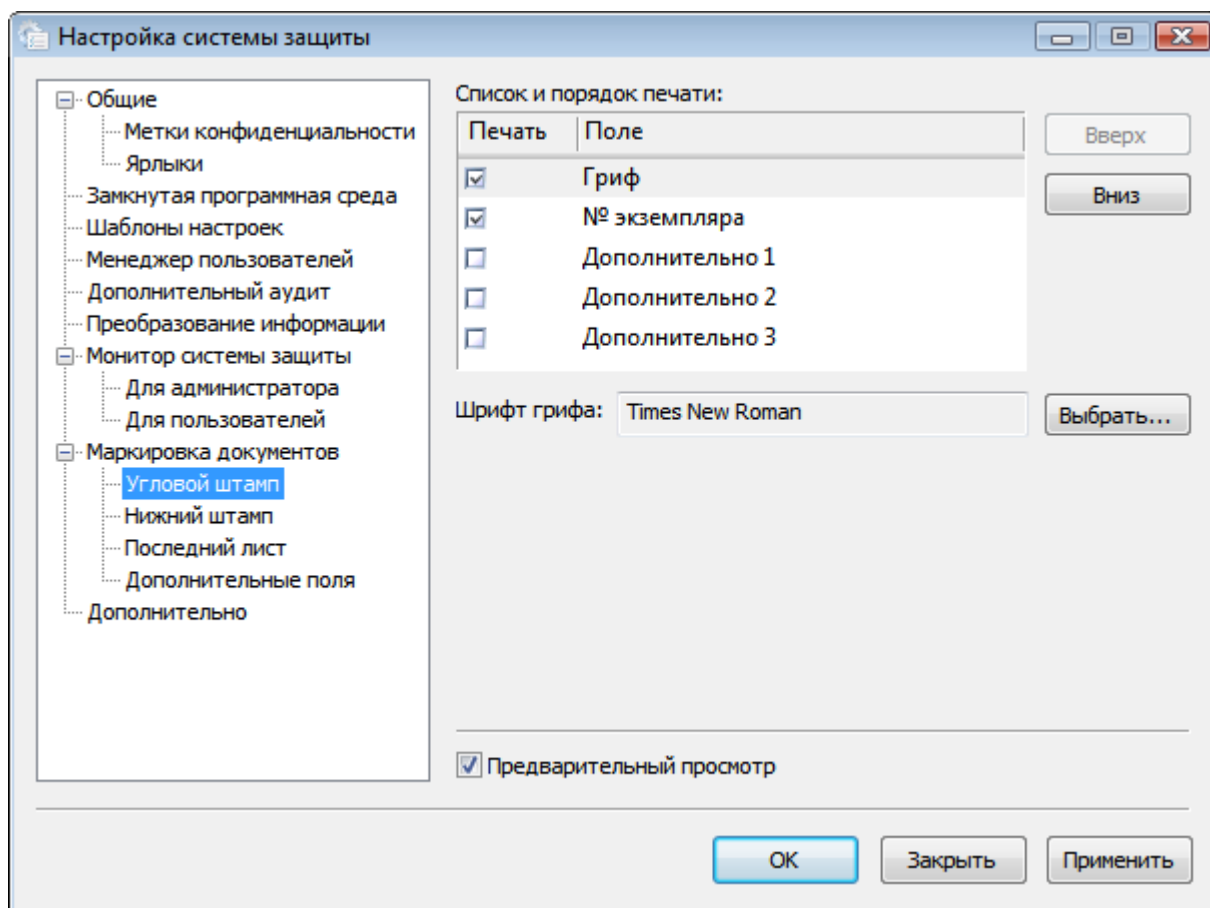 Настройка системы защиты
Общие
Метки конфиденциальности
Ярлыки
Замкнутая программная среда
Шаблоны настроек
Менеджер пользователей
Дополнительный аудит
Преобразование информации
Монитор системы защиты
Для администратора
Для пользователей
Маркировка документов
Угловой штамп
Нижний штамп
Последний лист
Дополнительные поля
Дополнительно
Список и порядок печати:
Печать Поле
Гриф
№ экземпляра
Дополнительно 1
Дополнительно 2
Дополнительно 3
Вверх
Вниз
Шрифт грифа: Times New Roman Выбрать...
Предварительный просмотр
ОК Закрыть Применить